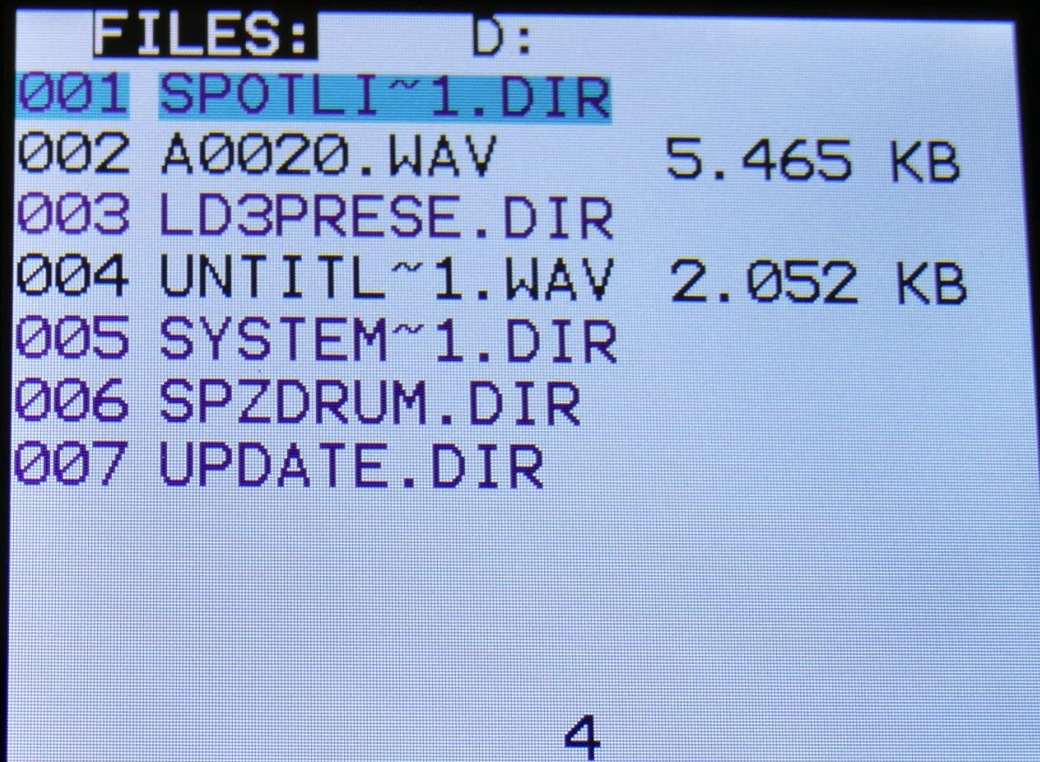 FILES: D:
001 SPOTLI~1.DIR
002 A0020.WAV 5.465 KB
003 LD3PRESE.DIR
004 UNTITL~1.WAV 2.052 KB
005 SYSTEM~1.DIR
006 SPZDRUM.DIR
007 UPDATE.DIR
4